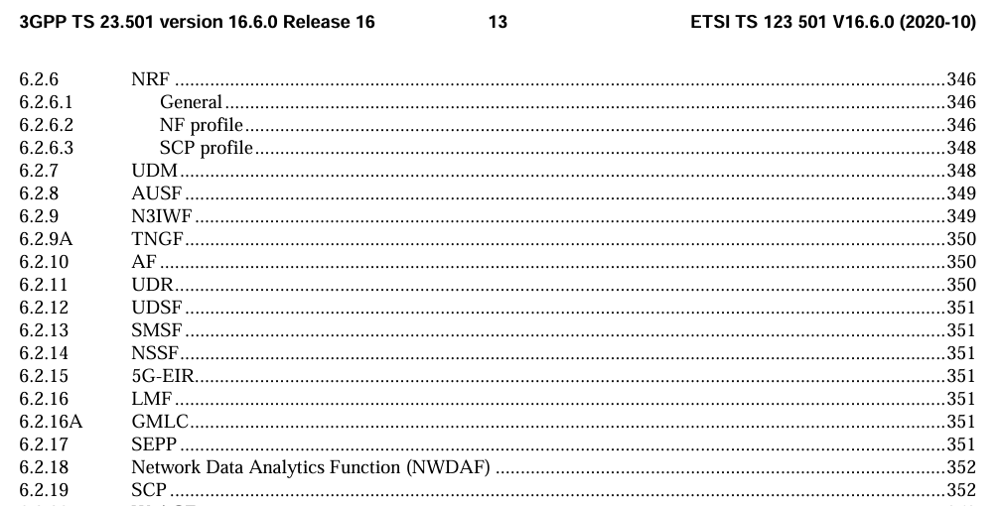 3GPP TS 23.501 version 16.6.0 Release 16 13 ETSI TS 123 501 V16.6.0 (2020-10)
6.2.6 NRF ........ 346
6.2.6.1 General ........ 346
6.2.6.2 NF profile ........ 346
6.2.6.3 SCP profile ........ 348
6.2.7 UDM ........ 348
6.2.8 AUSF ........ 349
6.2.9 N3IWF ........ 349
6.2.9A TNGF ........ 350
6.2.10 AF ........ 350
6.2.11 UDR ........ 350
6.2.12 UDSF ........ 351
6.2.13 SMSF ........ 351
6.2.14 NSSF ........ 351
6.2.15 5G-EIR ........ 351
6.2.16 LMF ........ 351
6.2.16A GMLC ........ 351
6.2.17 SEPP ........ 351
6.2.18 Network Data Analytics Function (NWDAF) ........ 352
6.2.19 SCP ........ 352